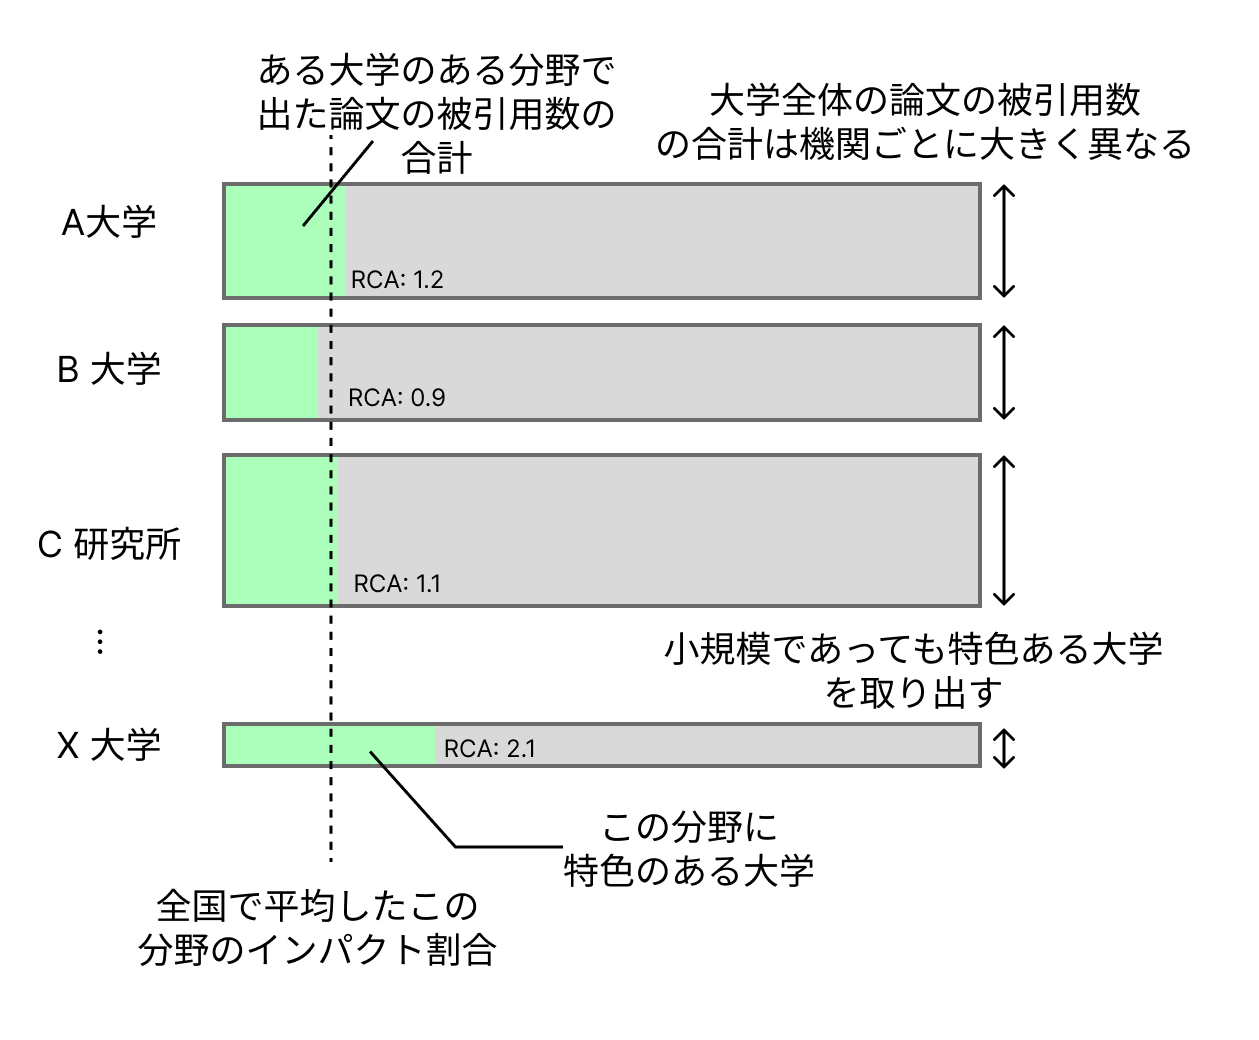 ある大学のある分野で
出た論文の被引用数の
合計
大学全体の論文の被引用数
の合計は機関ごとに大きく異なる
A大学
RCA: 1.2
B 大学
RCA: 0.9
C 研究所
RCA: 1.1
⋮
小規模であっても特色ある大学
を取り出す
X 大学
RCA: 2.1
この分野に
特色のある大学
全国で平均したこの
分野のインパクト割合